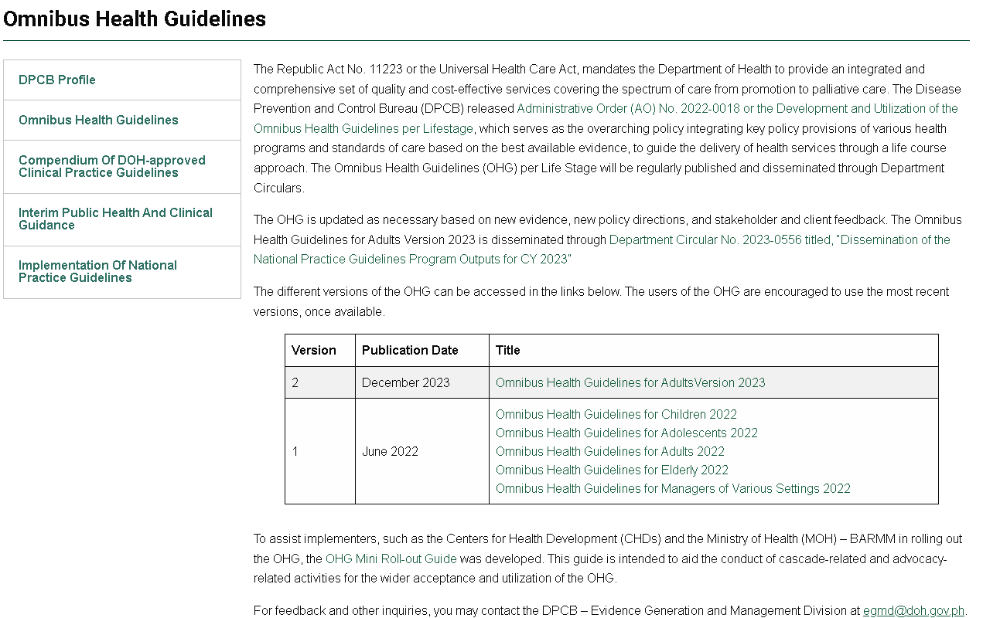 Omnibus Health Guidelines
DPCB Profile
Omnibus Health Guidelines
Compendium Of DOH-approved
Clinical Practice Guidelines
Interim Public Health And Clinical
Guidance
Implementation Of National
Practice Guidelines
The Republic Act No. 11223 or the Universal Health Care Act, mandates the Department of Health to provide an integrated and
comprehensive set of quality and cost-effective services covering the spectrum of care from promotion to palliative care. The Disease
Prevention and Control Bureau (DPCB) released Administrative Order (AO) No. 2022-0018 or the Development and Utilization of the
Omnibus Health Guidelines per Lifestage, which serves as the overarching policy integrating key policy provisions of various health
programs and standards of care based on the best available evidence, to guide the delivery of health services through a life course
approach. The Omnibus Health Guidelines (OHG) per Life Stage will be regularly published and disseminated through Department
Circulars.
The OHG is updated as necessary based on new evidence, new policy directions, and stakeholder and client feedback. The Omnibus
Health Guidelines for Adults Version 2023 is disseminated through Department Circular No. 2023-0556 titled, "Dissemination of the
National Practice Guidelines Program Outputs for CY 2023"
The different versions of the OHG can be accessed in the links below. The users of the OHG are encouraged to use the most recent
versions, once available.
Version Publication Date Title
2 December 2023 Omnibus Health Guidelines for AdultsVersion 2023
1 June 2022 Omnibus Health Guidelines for Children 2022
Omnibus Health Guidelines for Adolescents 2022
Omnibus Health Guidelines for Adults 2022
Omnibus Health Guidelines for Elderly 2022
Omnibus Health Guidelines for Managers of Various Settings 2022
To assist implementers, such as the Centers for Health Development (CHDs) and the Ministry of Health (MOH) – BARMM in rolling out
the OHG, the OHG Mini Roll-out Guide was developed. This guide is intended to aid the conduct of cascade-related and advocacy-
related activities for the wider acceptance and utilization of the OHG.
For feedback and other inquiries, you may contact the DPCB – Evidence Generation and Management Division at egmd@doh.gov.ph.